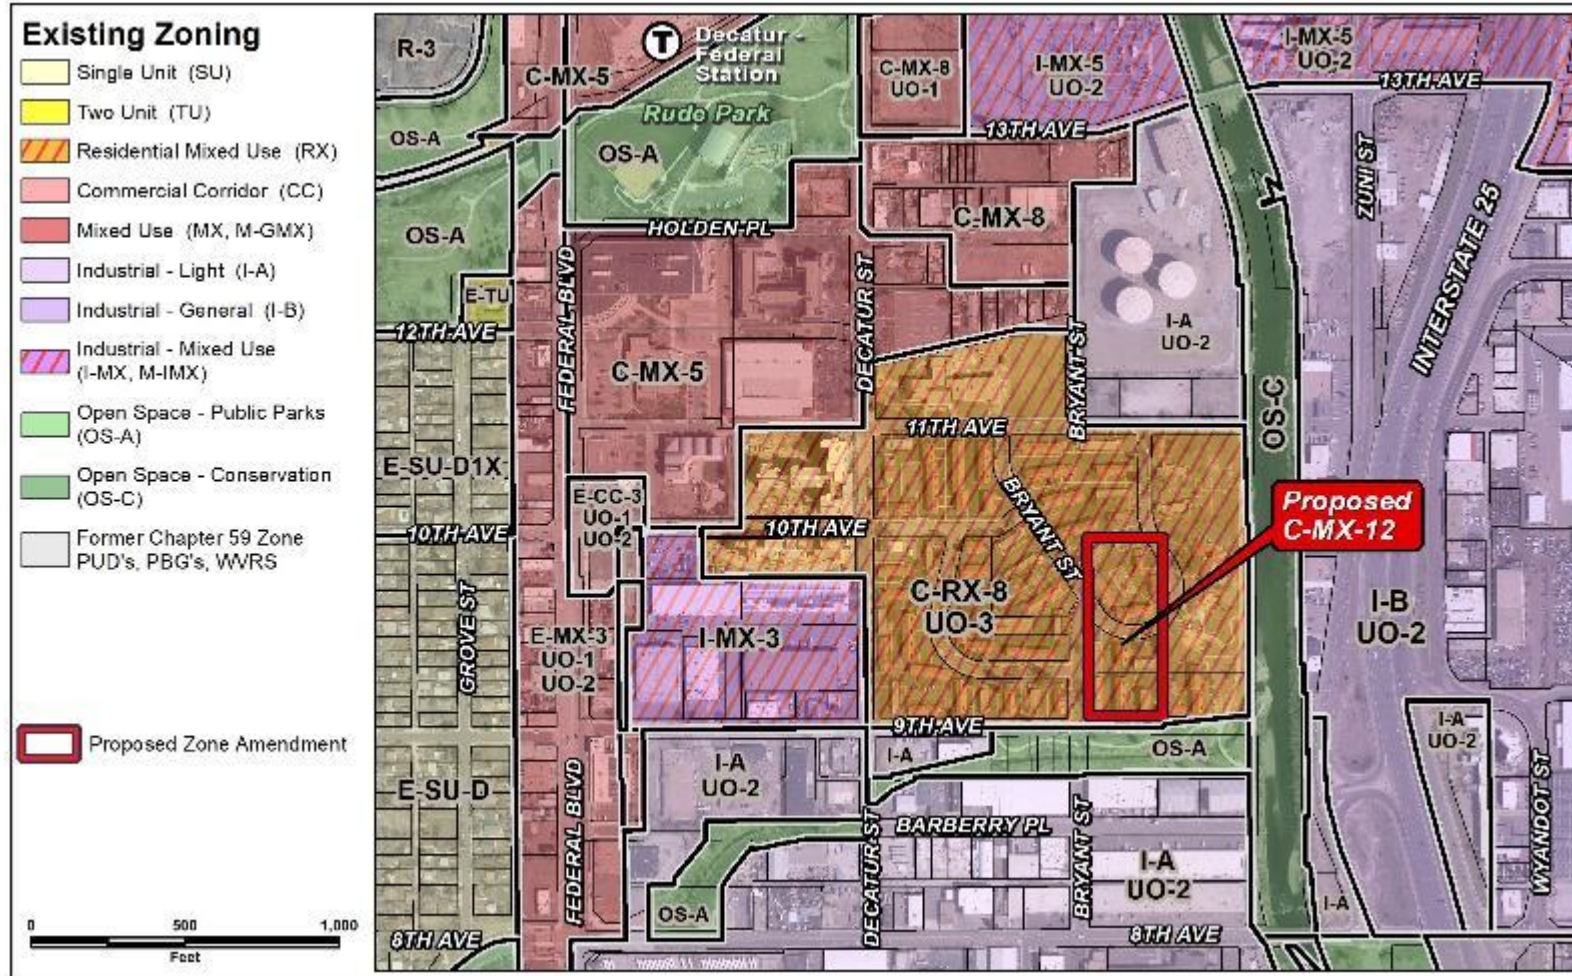 Existing Zoning
Single Unit (SU)
Two Unit (TU)
Residential Mixed Use (RX)
Commercial Corridor (CC)
Mixed Use (MX, M-GMX)
Industrial - Light (I-A)
Industrial - General (I-B)
Industrial - Mixed Use
(I-MX, M-IMX)
Open Space - Public Parks
(OS-A)
Open Space - Conservation
(OS-C)
Former Chapter 59 Zone
PUD's, PBG's, WVRS
Proposed Zone Amendment
0 500 1,000
Feet
R-3
C-MX-5
T
Decatur -
Federal
Station
C-MX-8
UO-1
I-MX-5
UO-2
I-MX-5
UO-2
13TH AVE
Rude Park
13TH AVE
OS-A
OS-A
ZUNI ST
OS-A
HOLDEN PL
C-MX-8
INTERSTATE 25
E-TU
FEDERAL BLVD
DECATUR ST
12TH AVE
I-A
UO-2
BRYANT ST
C-MX-5
OS-C
11TH AVE
E-SU-D1X
E-CC-3
UO-1
UO-2
BRYANT ST
Proposed
C-MX-12
10TH AVE
10TH AVE
GROVE ST
C-RX-8
UO-3
I-B
UO-2
E-MX-3
UO-1
UO-2
I-MX-3
9TH AVE
I-A
OS-A
I-A
UO-2
I-A
UO-2
E-SU-D
FEDERAL BLVD
DECATUR ST
BARBERRY PL
BRYANT ST
I-A
UO-2
WYANDOT ST
OS-A
I-A
8TH AVE
8TH AVE